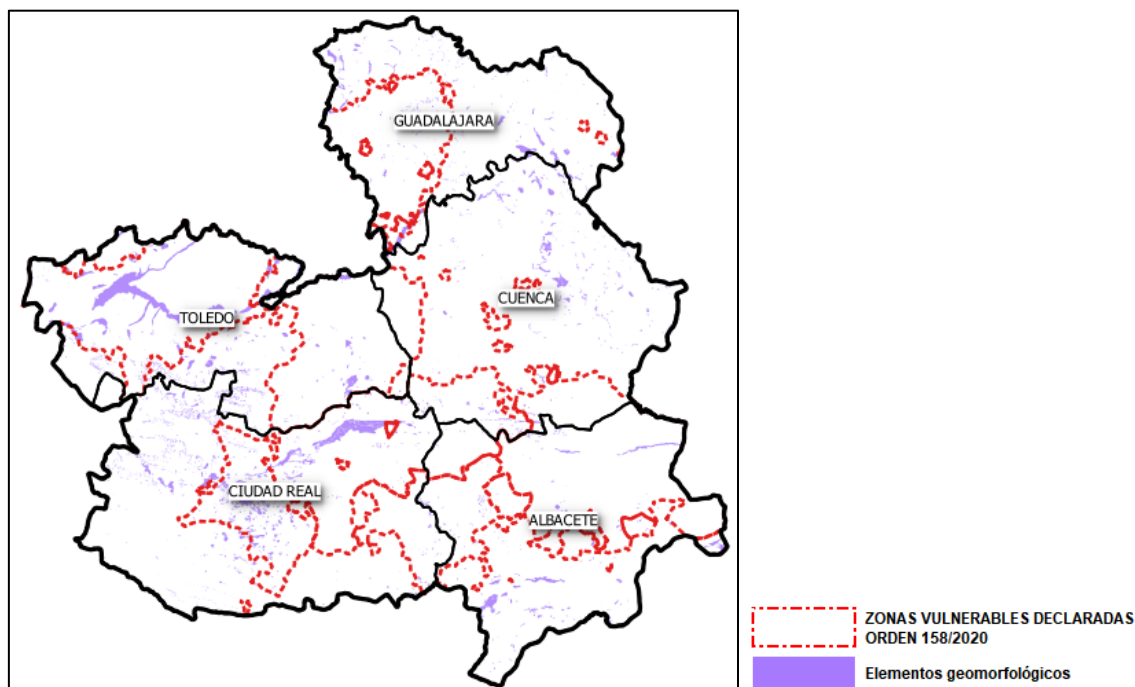 GUADALAJARA
CUENCA
TOLEDO
CIUDAD REAL
ALBACETE
ZONAS VULNERABLES DECLARADAS
ORDEN 158/2020
Elementos geomorfológicos